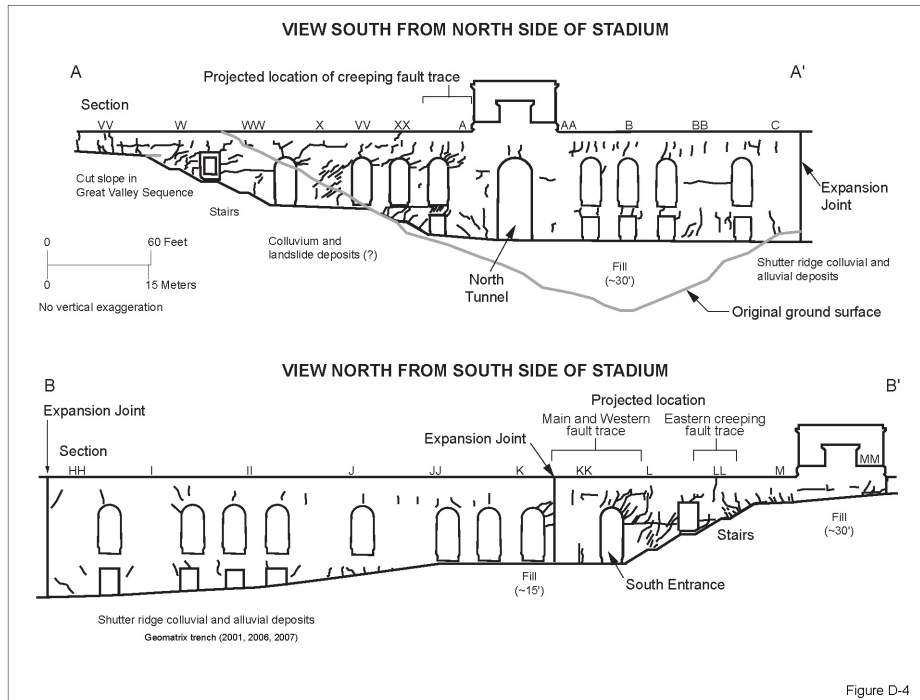 VIEW SOUTH FROM NORTH SIDE OF STADIUM
A
A'
Projected location of creeping fault trace
Section
VV W WW X VV XX A AA B BB C
Cut slope in
Great Valley Sequence
Stairs
Expansion
Joint
0 60 Feet
0 15 Meters
No vertical exaggeration
Colluvium and
landslide deposits (?)
North
Tunnel
Fill
(~30')
Shutter ridge colluvial and
alluvial deposits
Original ground surface
VIEW NORTH FROM SOUTH SIDE OF STADIUM
B
B'
Expansion Joint
Section
Expansion Joint
Projected location
Main and Western
fault trace
Eastern creeping
fault trace
HH I II J JJ K KK L LL M MM
Stairs
Fill
(~30')
South Entrance
Fill
(~15')
Shutter ridge colluvial and alluvial deposits
Geomatrix trench (2001, 2006, 2007)
Figure D-4